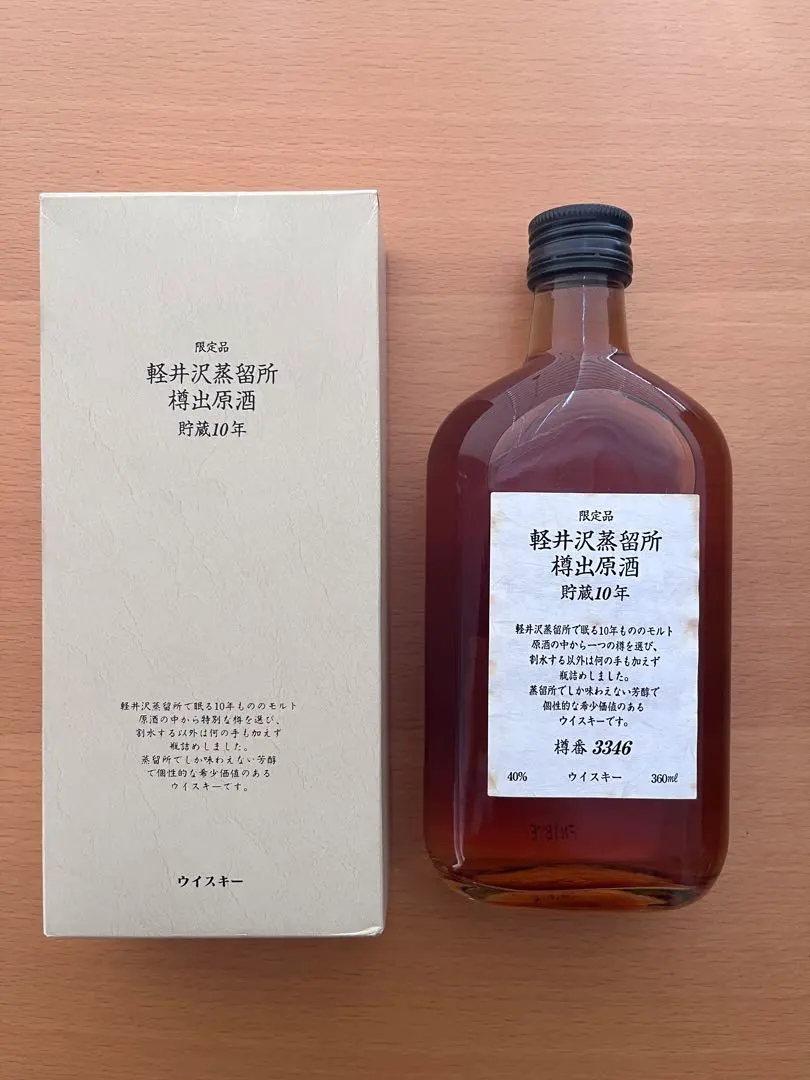 限定品
軽井沢蒸留所
樽出原酒
貯蔵10年
軽井沢蒸留所で眠る10年もののモルト
原酒の中から特別な樽を選び、
割水する以外は何の手も加えず
瓶詰めしました。
蒸留所でしか味わえない芳醇
で個性的な希少価値のある
ウイスキーです。
ウイスキー
限定品
軽井沢蒸留所
樽出原酒
貯蔵10年
軽井沢蒸留所で眠る10年もののモルト
原酒の中から一つの樽を選び、
割水する以外は何の手も加えず
瓶詰めしました。
蒸留所でしか味わえない芳醇で
個性的な希少価値のある
ウイスキーです。
樽番 3346
40% ウイスキー 360㎖